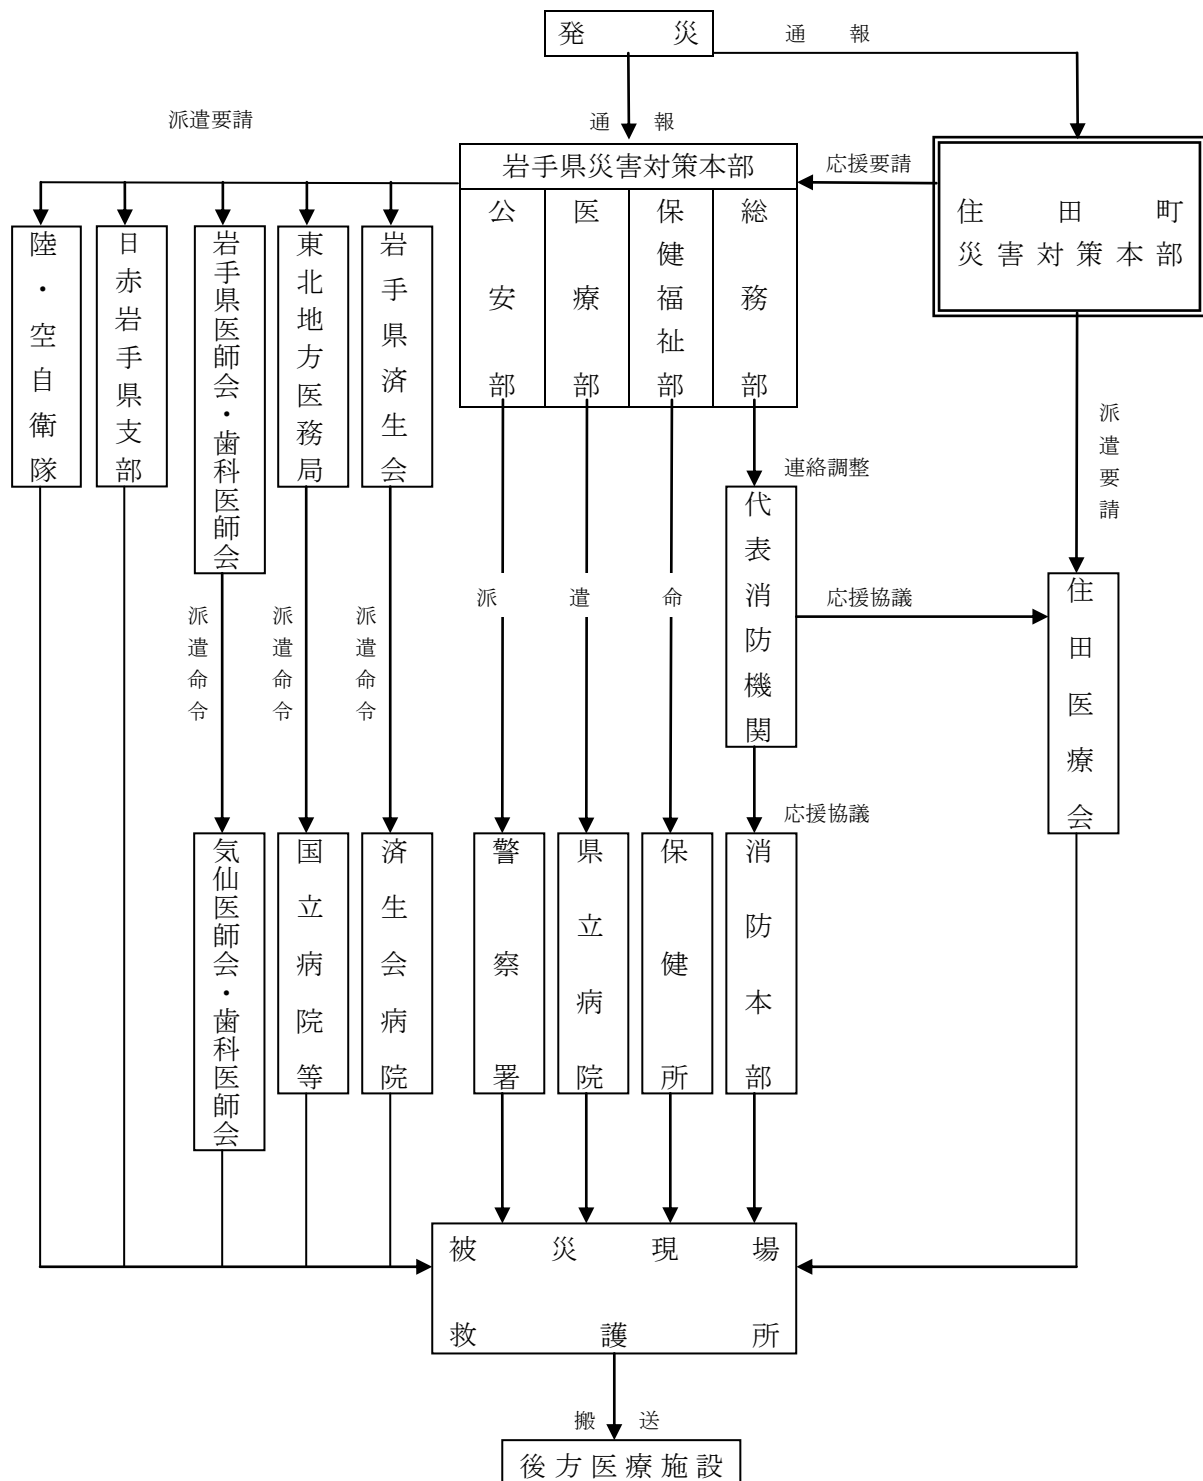 発災
通報
通報
派遣要請
岩手県災害対策本部
応援要請
住田町
災害対策本部
公安部
医療部
保健福祉部
総務部
陸・空自衛隊
日赤岩手県支部
岩手県医師会・歯科医師会
東北地方医務局
岩手県済生会
派遣要請
連絡調整
代表消防機関
応援協議
住田医療会
派遣命令
派遣命令
派遣命令
派遣命
応援協議
気仙医師会・歯科医師会
国立病院等
済生会病院
警察署
県立病院
保健所
消防本部
被災現場
救護所
搬送
後方医療施設